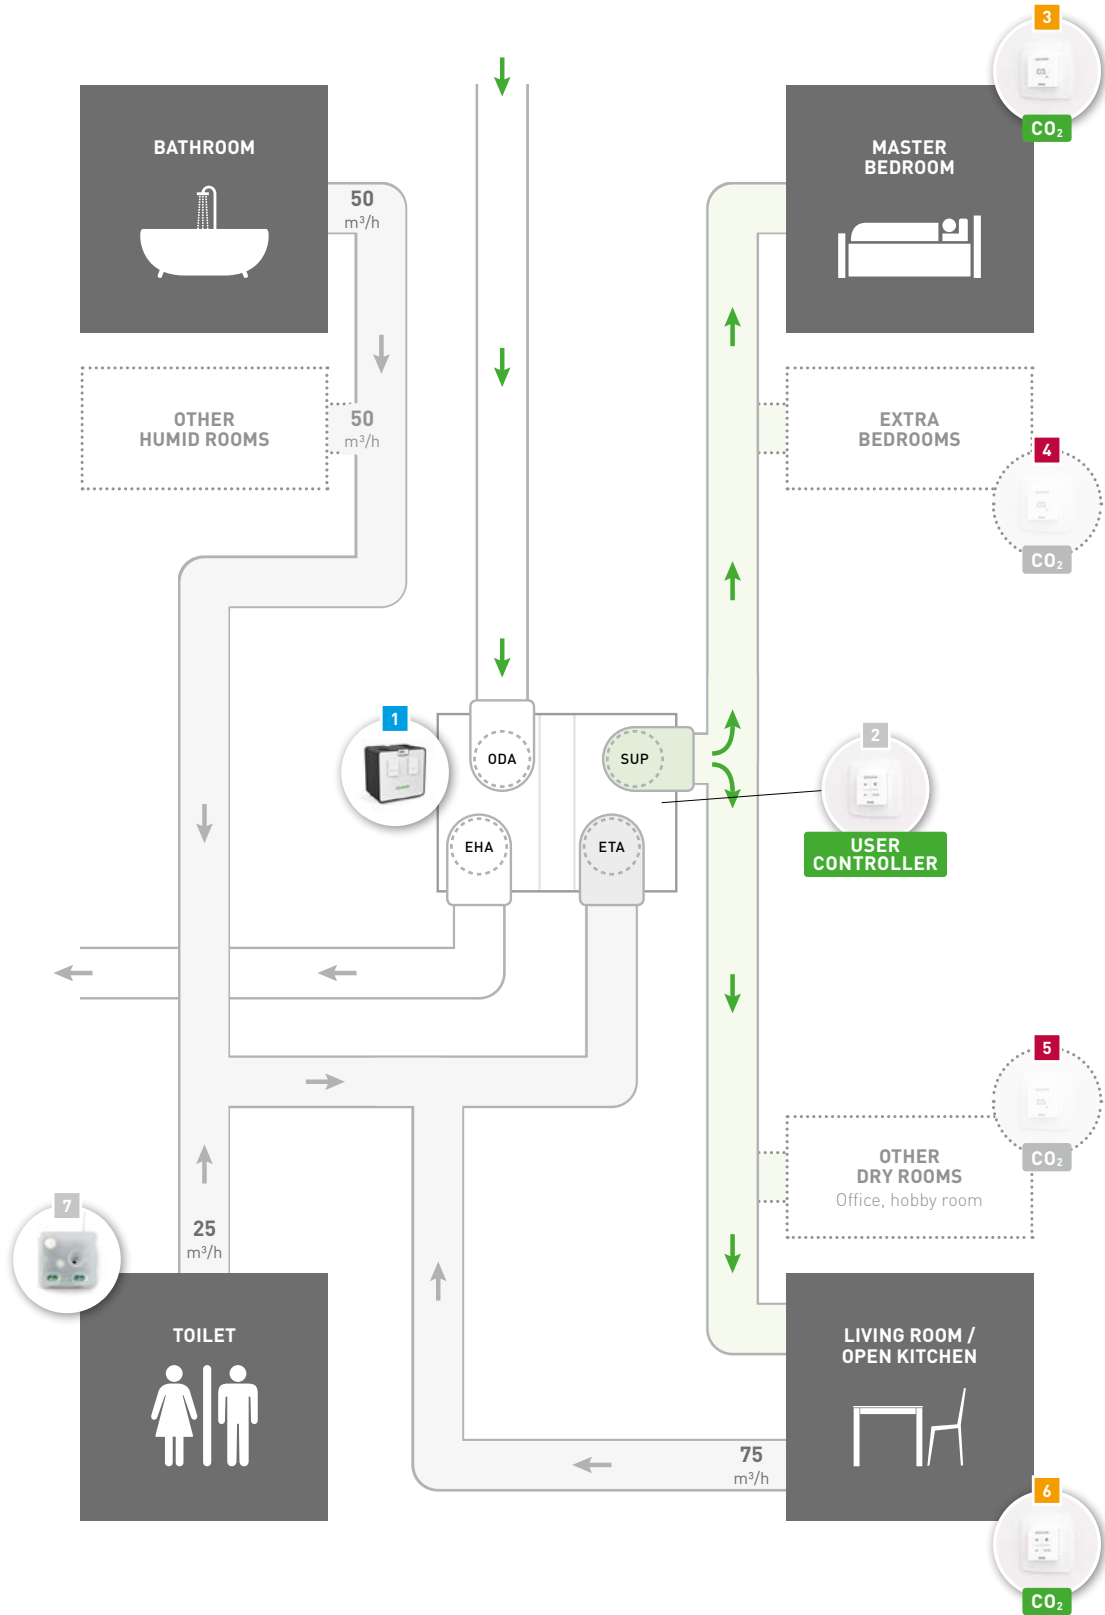 3
CO₂
BATHROOM
MASTER
BEDROOM
50
m³/h
OTHER
HUMID ROOMS
50
m³/h
EXTRA
BEDROOMS
4
CO₂
1
ODA
SUP
2
USER
CONTROLLER
EHA
ETA
5
CO₂
OTHER
DRY ROOMS
Office, hobby room
7
25
m³/h
TOILET
LIVING ROOM /
OPEN KITCHEN
75
m³/h
6
CO₂